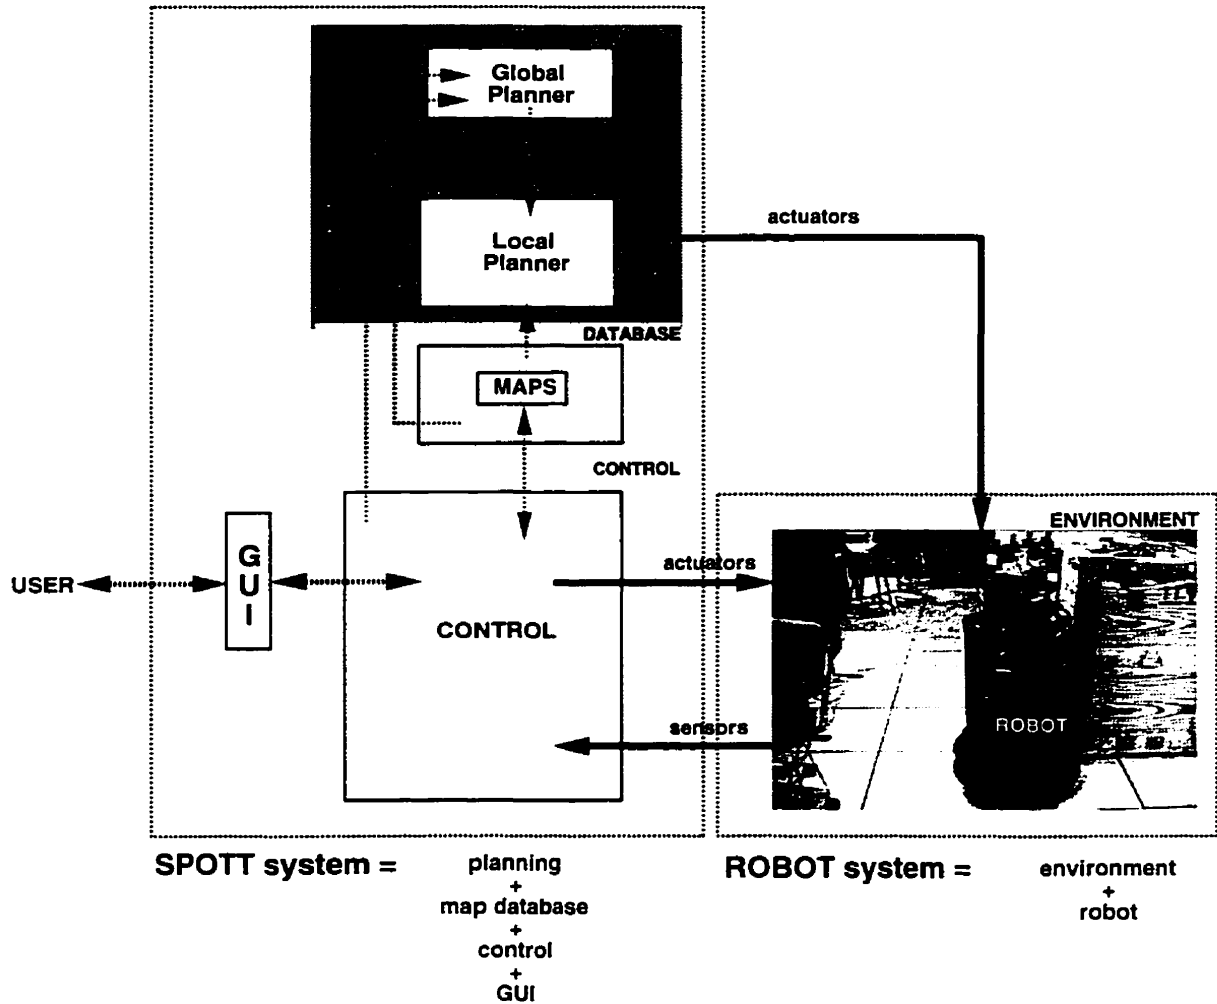 Global
Planner
actuators
Local
Planner
DATABASE
MAPS
CONTROL
ENVIRONMENT
GUI
USER
actuators
CONTROL
ROBOT
sensors
SPOTT system =
planning
+
map database
+
control
+
GUI
ROBOT system =
environment
+
robot